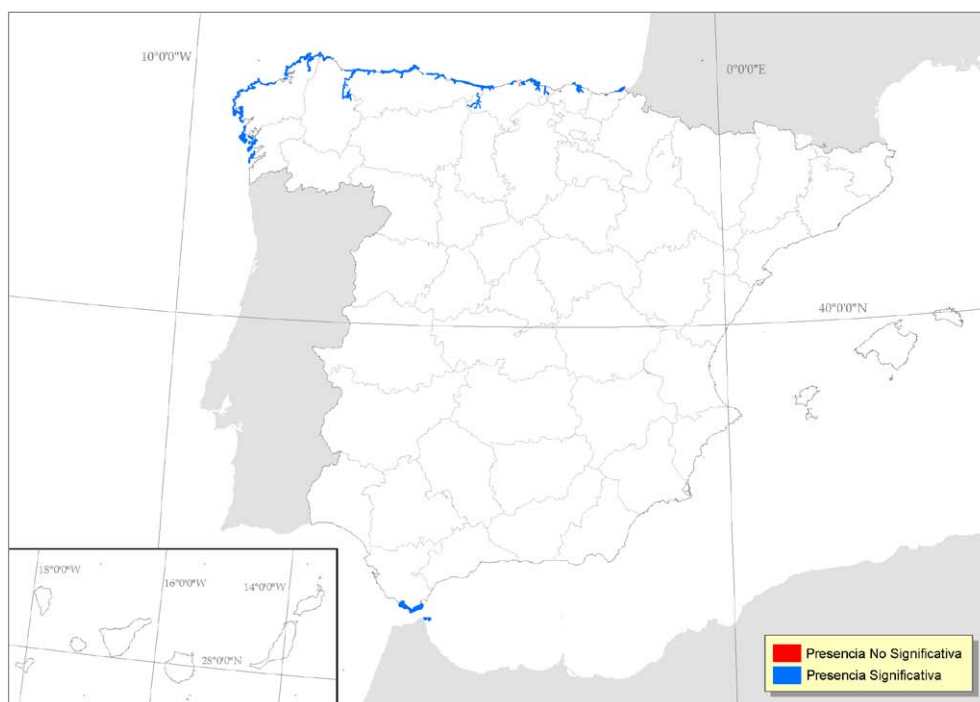 10°0'0"W
0°0'0"E
40°0'0"N
18°0'0"W
16°0'0"W
14°0'0"W
28°0'0"N
Presencia No Significativa
Presencia Significativa